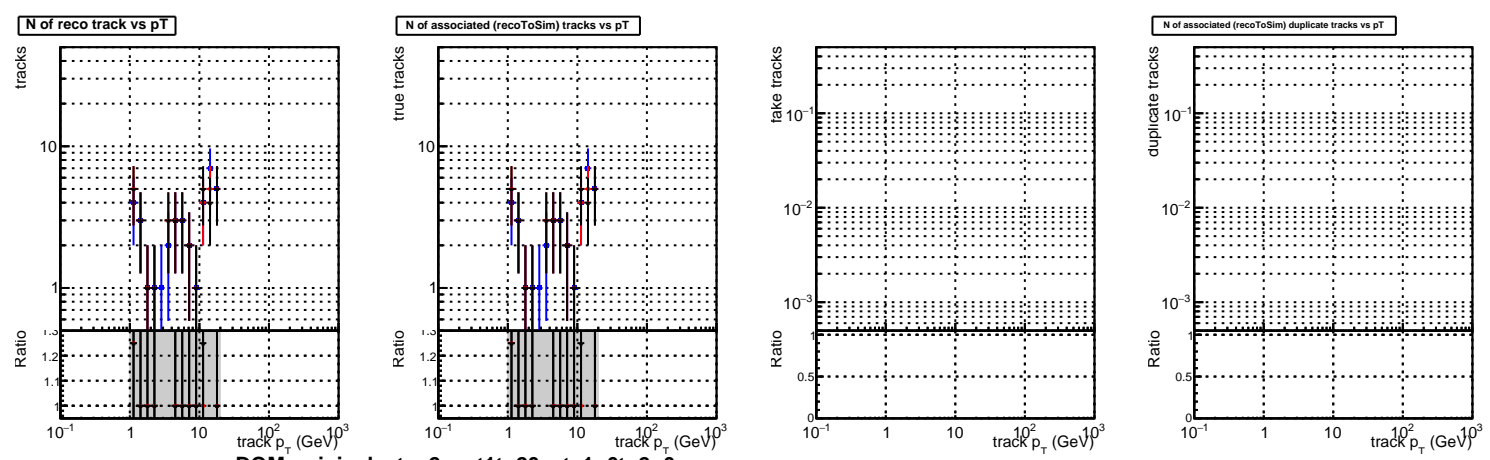 N of reco track vs pT
N of associated (recoToSim) tracks vs pT
N of associated (recoToSim) duplicate tracks vs pT
tracks
10
1
Ratio
1.3
1.2
1.1
1
10⁻¹ 1 10 10² 10³
track p_T (GeV)
true tracks
10
1
Ratio
1.3
1.2
1.1
1
10⁻¹ 1 10 10² 10³
track p_T (GeV)
fake tracks
10⁻¹
10⁻²
10⁻³
Ratio
1
0.5
0
10⁻¹ 1 10 10² 10³
track p_T (GeV)
duplicate tracks
10⁻¹
10⁻²
10⁻³
Ratio
1
0.5
0
10⁻¹ 1 10 10² 10³
track p_T (GeV)